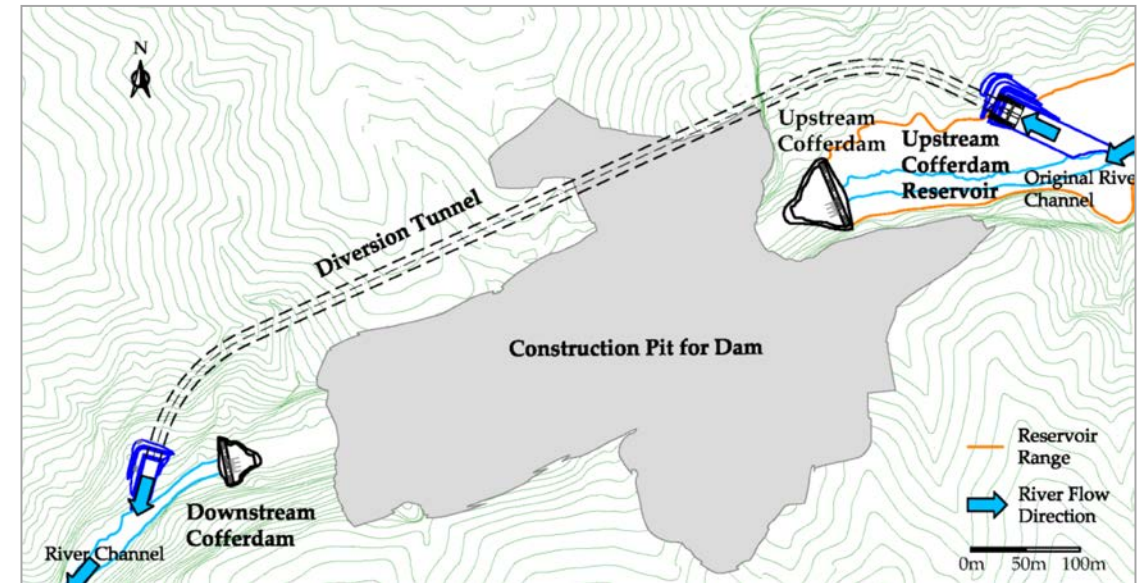 N
Upstream
Cofferdam
Upstream
Cofferdam
Reservoir
Original Rive
Channel
Diversion Tunnel
Construction Pit for Dam
Downstream
Cofferdam
River Channel
Reservoir
Range
River Flow
Direction
0m 50m 100m